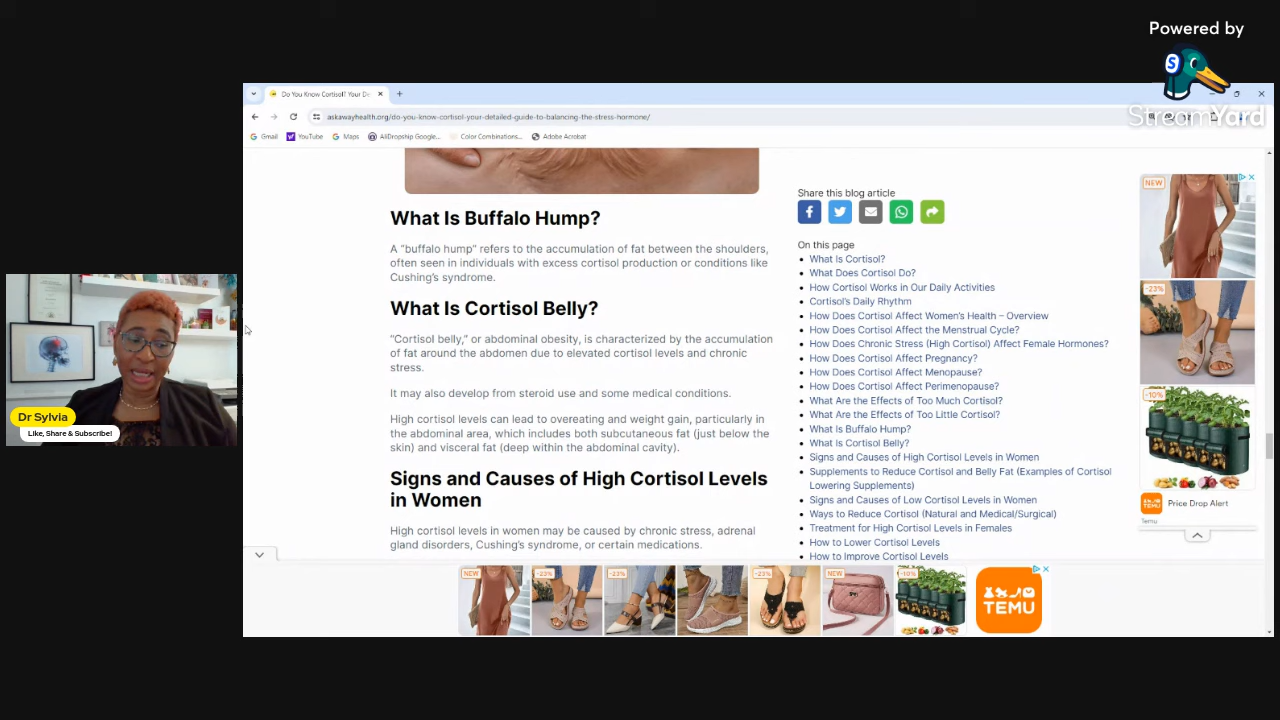 Powered by
S
StreamYard
Do You Know Cortisol? Your De
askawayhealth.org/do-you-know-cortisol-your-detailed-guide-to-balancing-the-stress-hormone/
Gmail
YouTube
Maps
AliDropship Google...
Color Combinations...
Adobe Acrobat
What Is Buffalo Hump?
A “buffalo hump” refers to the accumulation of fat between the shoulders,
often seen in individuals with excess cortisol production or conditions like
Cushing’s syndrome.
What Is Cortisol Belly?
“Cortisol belly,” or abdominal obesity, is characterized by the accumulation
of fat around the abdomen due to elevated cortisol levels and chronic
stress.
It may also develop from steroid use and some medical conditions.
High cortisol levels can lead to overeating and weight gain, particularly in
the abdominal area, which includes both subcutaneous fat (just below the
skin) and visceral fat (deep within the abdominal cavity).
Signs and Causes of High Cortisol Levels
in Women
High cortisol levels in women may be caused by chronic stress, adrenal
gland disorders, Cushing’s syndrome, or certain medications.
Share this blog article
On this page
What Is Cortisol?
What Does Cortisol Do?
How Cortisol Works in Our Daily Activities
Cortisol’s Daily Rhythm
How Does Cortisol Affect Women’s Health – Overview
How Does Cortisol Affect the Menstrual Cycle?
How Does Chronic Stress (High Cortisol) Affect Female Hormones?
How Does Cortisol Affect Pregnancy?
How Does Cortisol Affect Menopause?
How Does Cortisol Affect Perimenopause?
What Are the Effects of Too Much Cortisol?
What Are the Effects of Too Little Cortisol?
What Is Buffalo Hump?
What Is Cortisol Belly?
Signs and Causes of High Cortisol Levels in Women
Supplements to Reduce Cortisol and Belly Fat (Examples of Cortisol
Lowering Supplements)
Signs and Causes of Low Cortisol Levels in Women
Ways to Reduce Cortisol (Natural and Medical/Surgical)
Treatment for High Cortisol Levels in Females
How to Lower Cortisol Levels
How to Improve Cortisol Levels
NEW
-23%
-10%
Price Drop Alert
Temu
Dr Sylvia
Like, Share & Subscribe!
NEW
-23%
-23%
-23%
NEW
-10%
TEMU